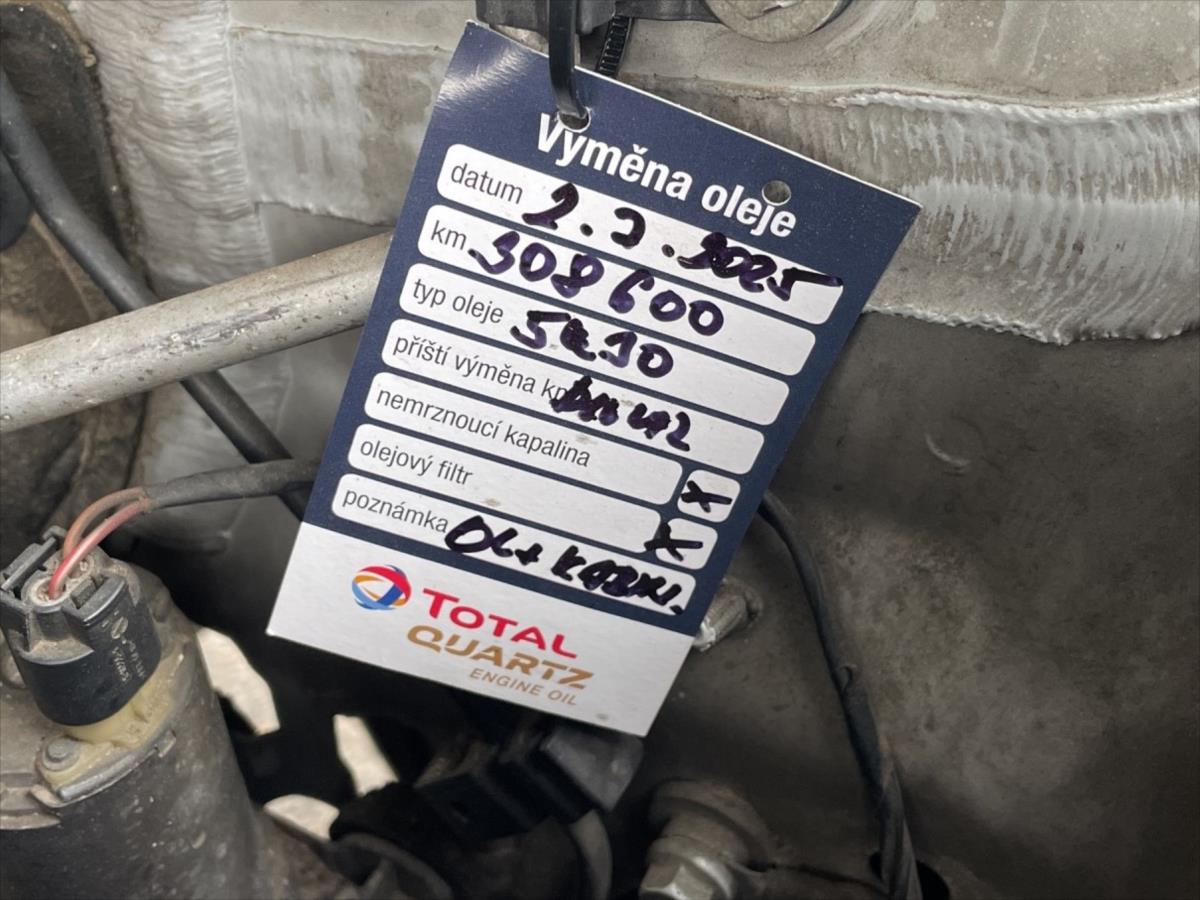 Výměna oleje
datum 2.2.2025
km 308600
typ oleje
příští výměna km
nemrznoucí kapalina X
olejový filtr X
poznámka OL+
TOTAL
QUARTZ
ENGINE OIL